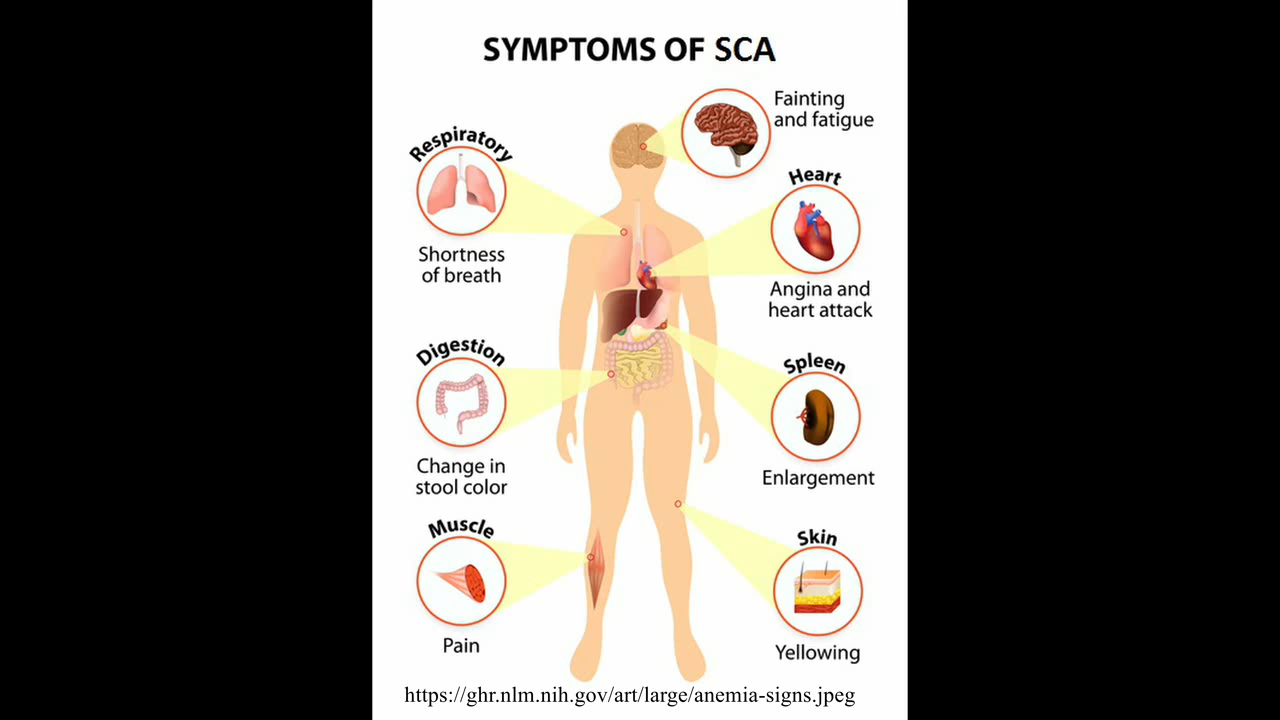 SYMPTOMS OF SCA
Fainting
and fatigue
Respiratory
Shortness
of breath
Heart
Angina and
heart attack
Digestion
Change in
stool color
Spleen
Enlargement
Muscle
Pain
Skin
Yellowing
https://ghr.nlm.nih.gov/art/large/anemia-signs.jpeg